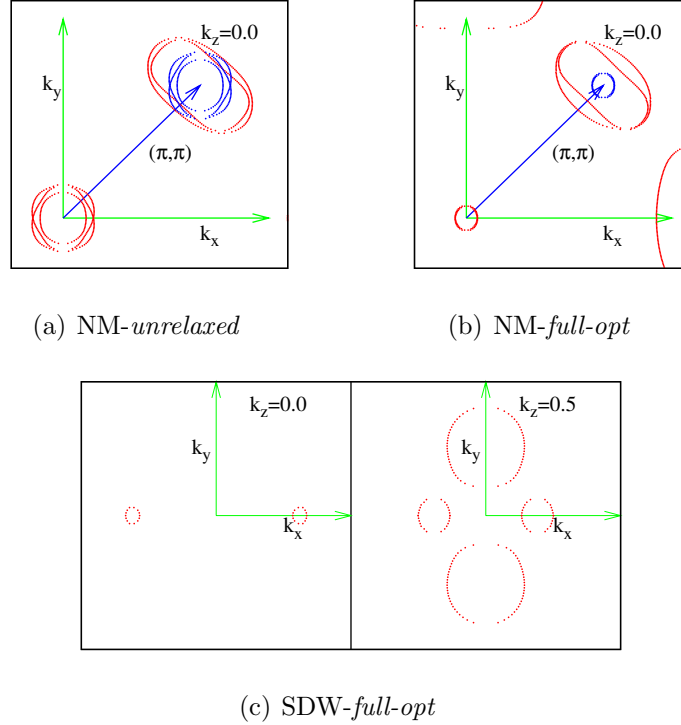 k_z=0.0
k_y
(π,π)
k_x
(a) NM-unrelaxed
k_z=0.0
k_y
(π,π)
k_x
(b) NM-full-opt
k_z=0.0
k_y
k_x
k_z=0.5
k_y
k_x
(c) SDW-full-opt